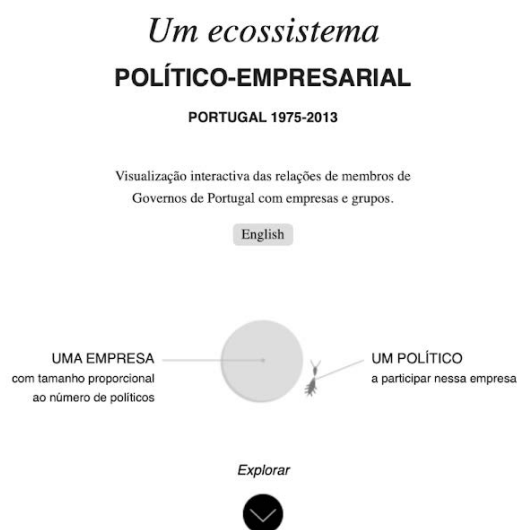 Um ecossistema
POLÍTICO-EMPRESARIAL
PORTUGAL 1975-2013
Visualização interactiva das relações de membros de
Governos de Portugal com empresas e grupos.
English
UMA EMPRESA
com tamanho proporcional
ao número de políticos
UM POLÍTICO
a participar nessa empresa
Explorar